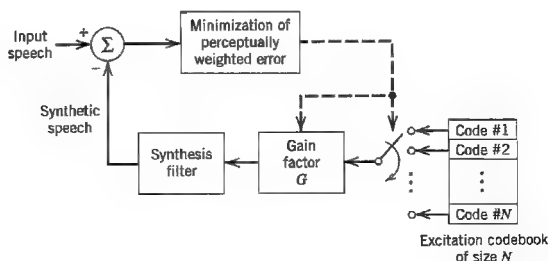 Input
speech
+
Σ
−
Minimization of
perceptually
weighted error
Synthetic
speech
Synthesis
filter
Gain
factor
G
Code #1
Code #2
Code #N
Excitation codebook
of size N